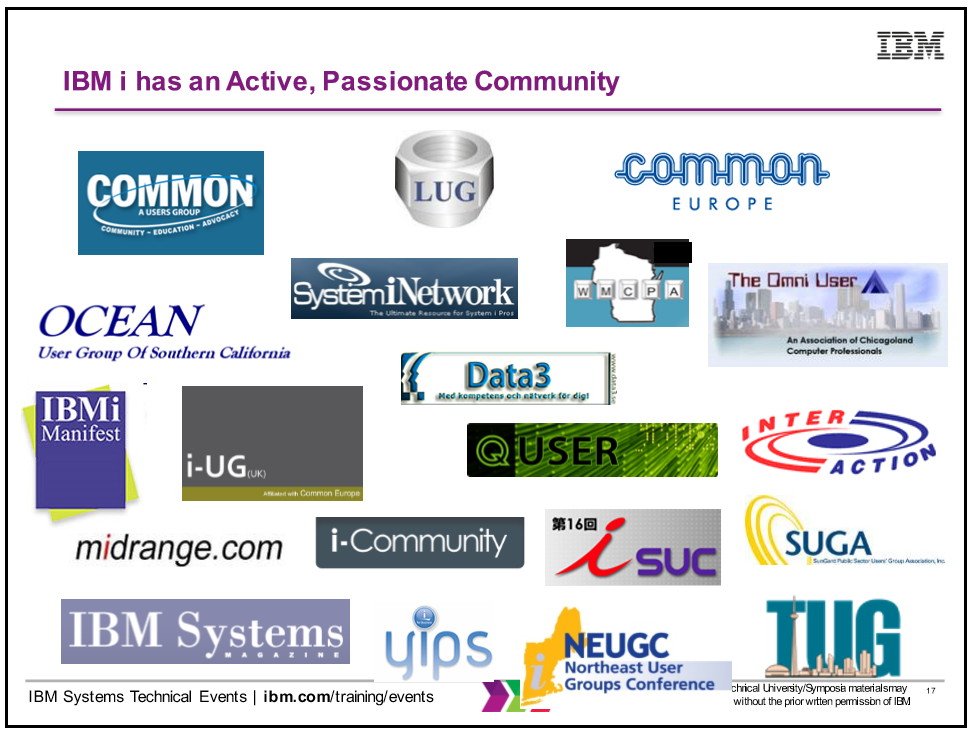 IBM
IBM i has an Active, Passionate Community
COMMON
A USERS GROUP
COMMUNITY – EDUCATION – ADVOCACY
LUG
common
EUROPE
SystemiNetwork
The Ultimate Resource for System i Pros
WMCPA
The Omni User
An Association of Chicagoland
Computer Professionals
OCEAN
User Group Of Southern California
Data3
Med kompetens och nätverk för dig!
www.data3.se
IBMi
Manifest
i-UG(UK)
Affiliated with Common Europe
QUSER
INTER
ACTION
midrange.com
i-Community
第16回
i SUC
SUGA
SunGard Public Sector Users' Group Association, Inc.
IBM Systems
MAGAZINE
yips
i NEUGC
Northeast User
Groups Conference
TUG
IBM Systems Technical Events | ibm.com/training/events
chnical University/Symposia materials may
without the prior written permission of IBM
17